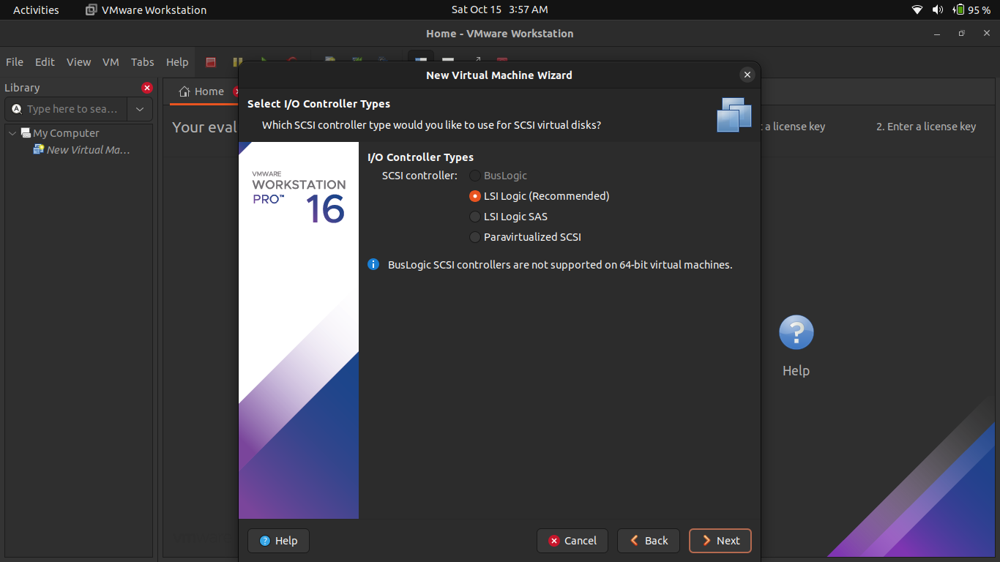 Activities VMware Workstation Sat Oct 15 3:57 AM 95 %
Home - VMware Workstation
File Edit View VM Tabs Help
New Virtual Machine Wizard
Library
Home
Select I/O Controller Types
Type here to sea...
Which SCSI controller type would you like to use for SCSI virtual disks?
Your eval
a license key
2. Enter a license key
My Computer
New Virtual Ma...
VMWARE
WORKSTATION
PRO™ 16
I/O Controller Types
SCSI controller: BusLogic
LSI Logic (Recommended)
LSI Logic SAS
Paravirtualized SCSI
BusLogic SCSI controllers are not supported on 64-bit virtual machines.
Help
Help Cancel Back Next